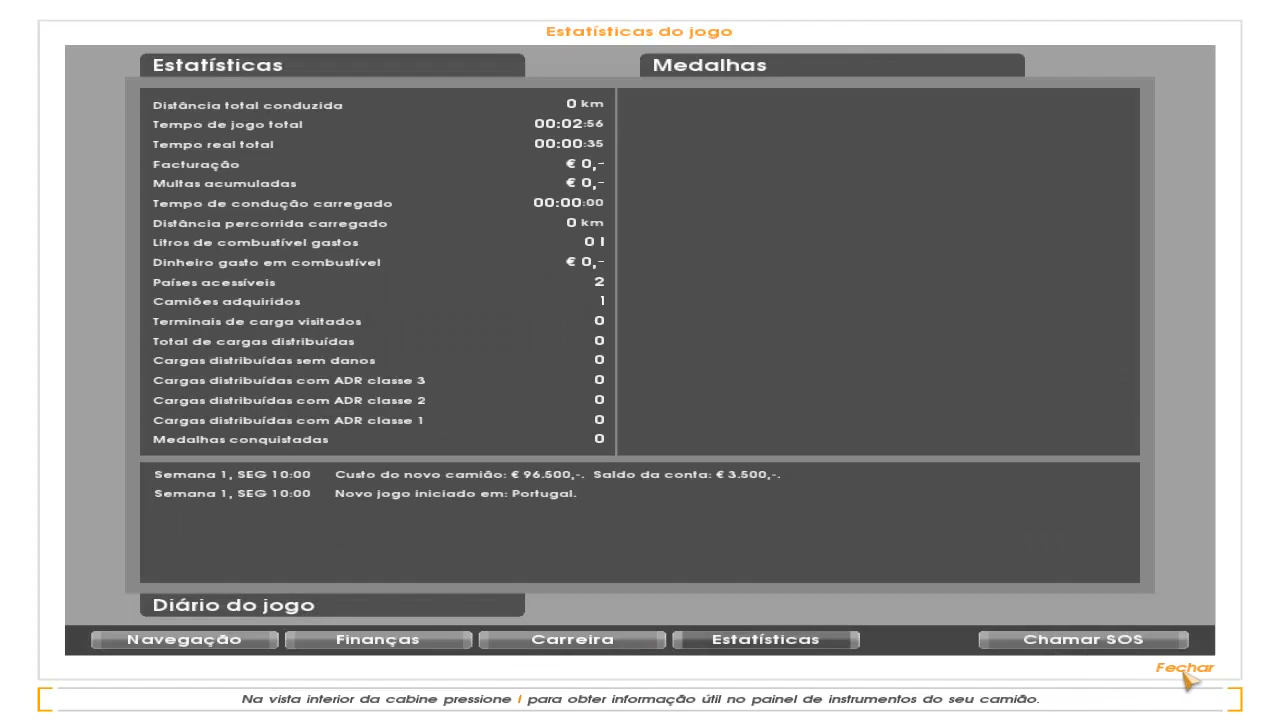 Estatísticas do jogo
Estatísticas
Medalhas
Distância total conduzida 0 km
Tempo de jogo total 00:02:56
Tempo real total 00:00:35
Facturação € 0,-
Multas acumuladas € 0,-
Tempo de condução carregado 00:00:00
Distância percorrida carregado 0 km
Litros de combustível gastos 0 l
Dinheiro gasto em combustível € 0,-
Países acessíveis 2
Camiões adquiridos 1
Terminais de carga visitados 0
Total de cargas distribuídas 0
Cargas distribuídas sem danos 0
Cargas distribuídas com ADR classe 3 0
Cargas distribuídas com ADR classe 2 0
Cargas distribuídas com ADR classe 1 0
Medalhas conquistadas 0
Semana 1, SEG 10:00 Custo do novo camião: € 96.500,-. Saldo da conta: € 3.500,-.
Semana 1, SEG 10:00 Novo jogo iniciado em: Portugal.
Diário do jogo
Navegação Finanças Carreira Estatísticas Chamar SOS
Fechar
Na vista interior da cabine pressione I para obter informação útil no painel de instrumentos do seu camião.